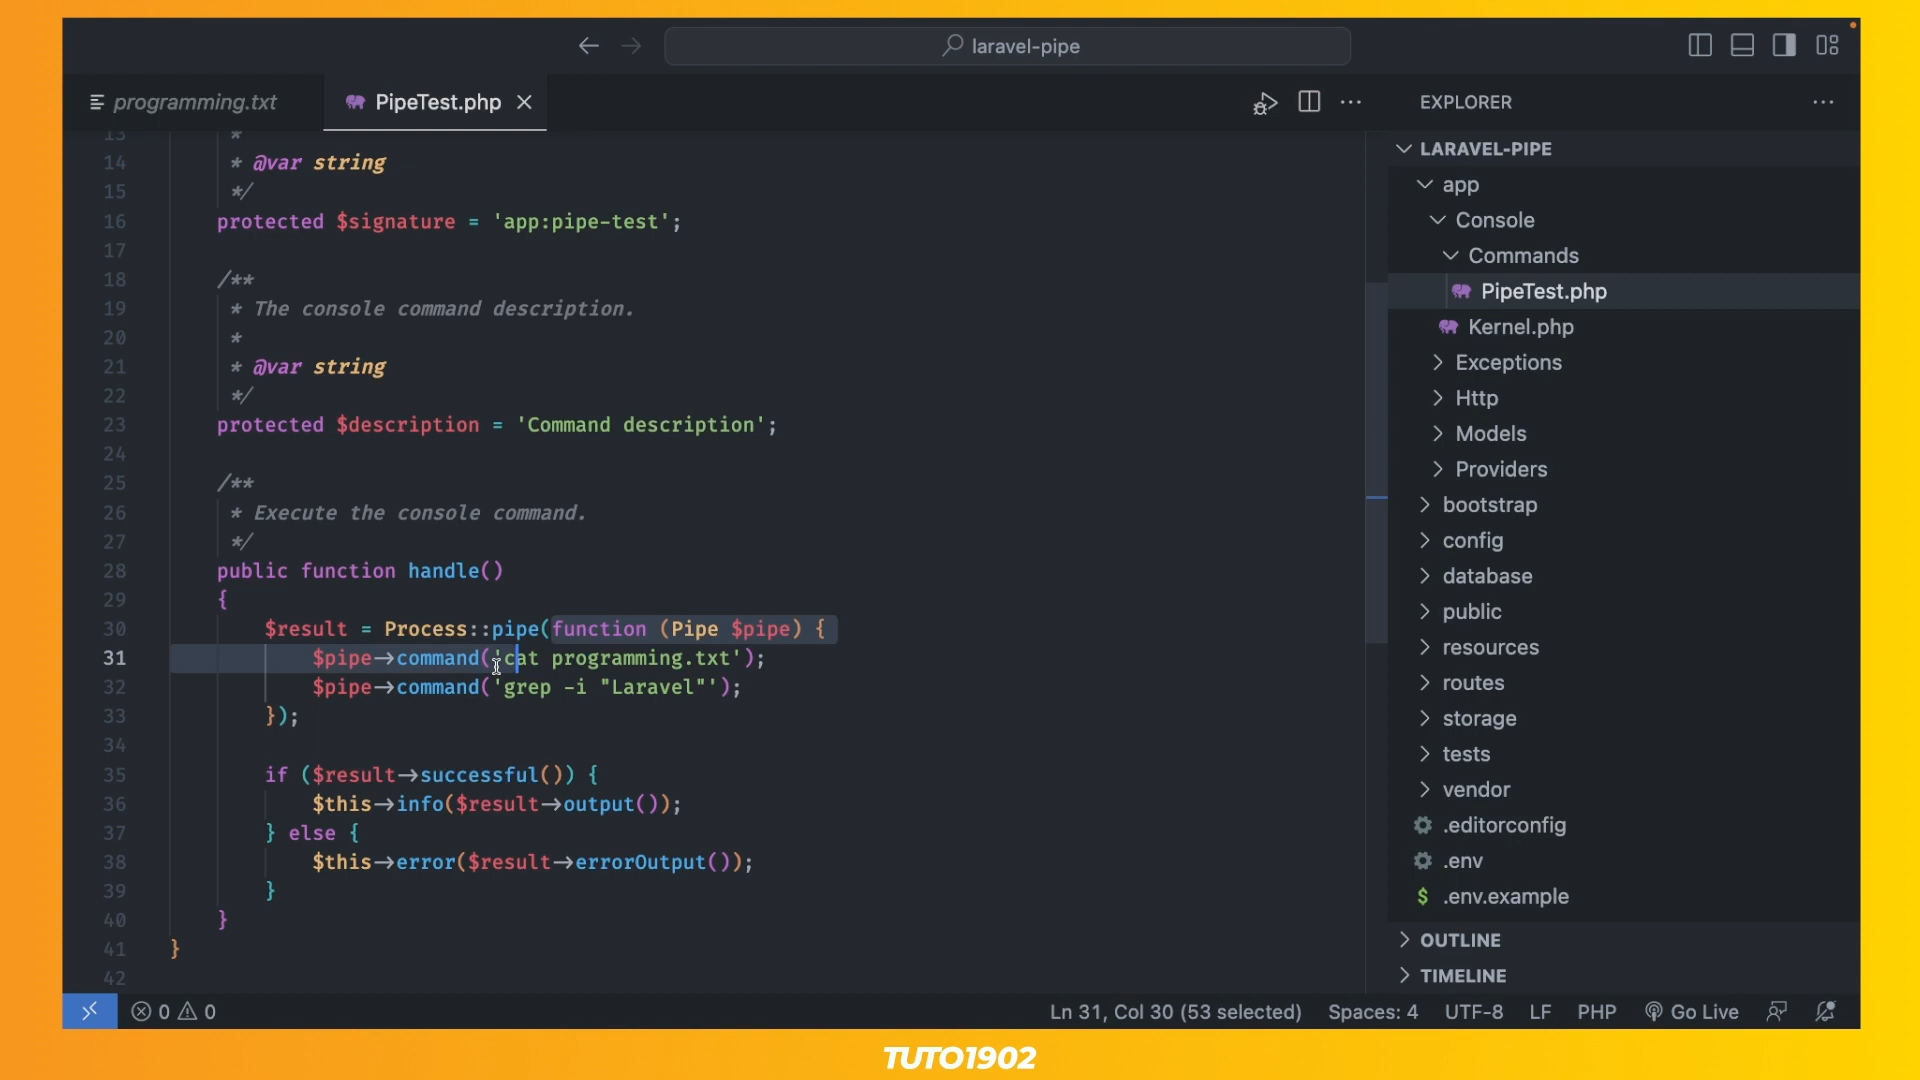 laravel-pipe
programming.txt
PipeTest.php
EXPLORER
13 *
14 * @var string
15 */
16 protected $signature = 'app:pipe-test';
17
18 /**
19 * The console command description.
20 *
21 * @var string
22 */
23 protected $description = 'Command description';
24
25 /**
26 * Execute the console command.
27 */
28 public function handle()
29 {
30 $result = Process::pipe(function (Pipe $pipe) {
31 $pipe->command('cat programming.txt');
32 $pipe->command('grep -i "Laravel"');
33 });
34
35 if ($result->successful()) {
36 $this->info($result->output());
37 } else {
38 $this->error($result->errorOutput());
39 }
40 }
41 }
42
LARAVEL-PIPE
app
Console
Commands
PipeTest.php
Kernel.php
Exceptions
Http
Models
Providers
bootstrap
config
database
public
resources
routes
storage
tests
vendor
.editorconfig
.env
$ .env.example
OUTLINE
TIMELINE
0 0
Ln 31, Col 30 (53 selected)
Spaces: 4
UTF-8
LF
PHP
Go Live
TUTO1902